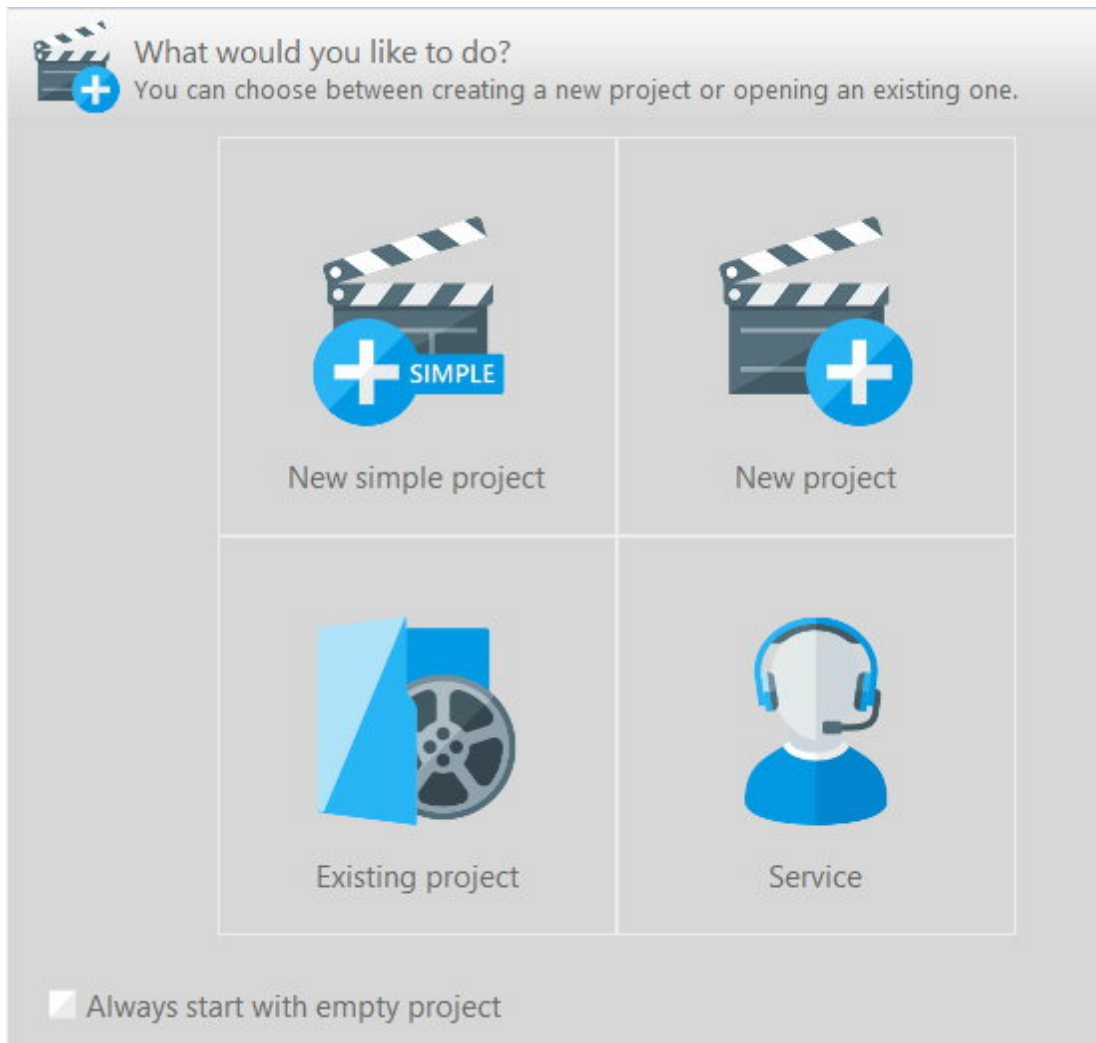 What would you like to do?
You can choose between creating a new project or opening an existing one.
SIMPLE
New simple project
New project
Existing project
Service
Always start with empty project